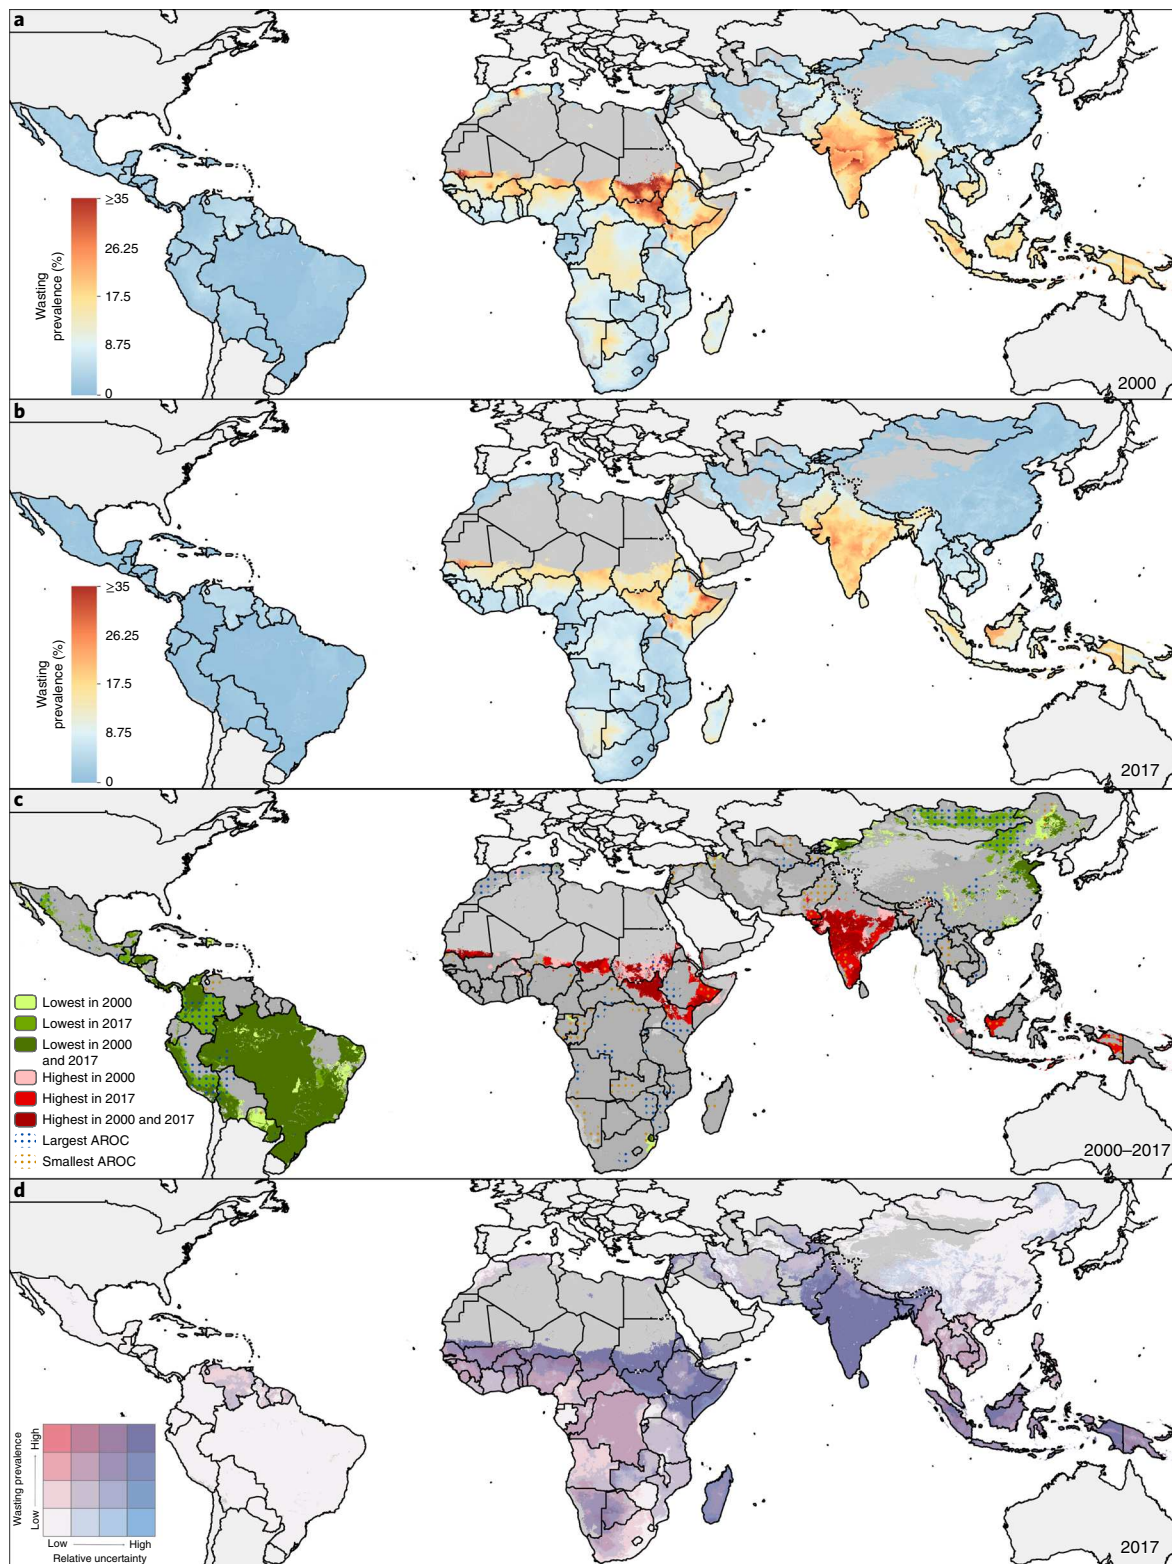 a
Wasting
prevalence (%)
≥35
26.25
17.5
8.75
0
2000
b
Wasting
prevalence (%)
≥35
26.25
17.5
8.75
0
2017
c
Lowest in 2000
Lowest in 2017
Lowest in 2000
and 2017
Highest in 2000
Highest in 2017
Highest in 2000 and 2017
Largest AROC
Smallest AROC
2000–2017
d
Wasting prevalence
High
Low
Low
High
Relative uncertainty
2017